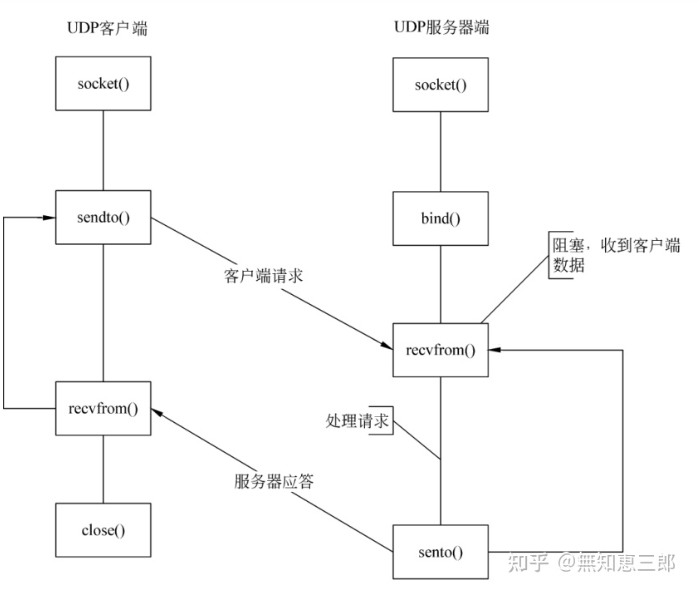 UDP客户端
UDP服务器端
socket()
socket()
sendto()
bind()
阻塞，收到客户端
数据
客户端请求
recvfrom()
recvfrom()
处理请求
服务器应答
close()
sento()
知乎 @無知恵三郎